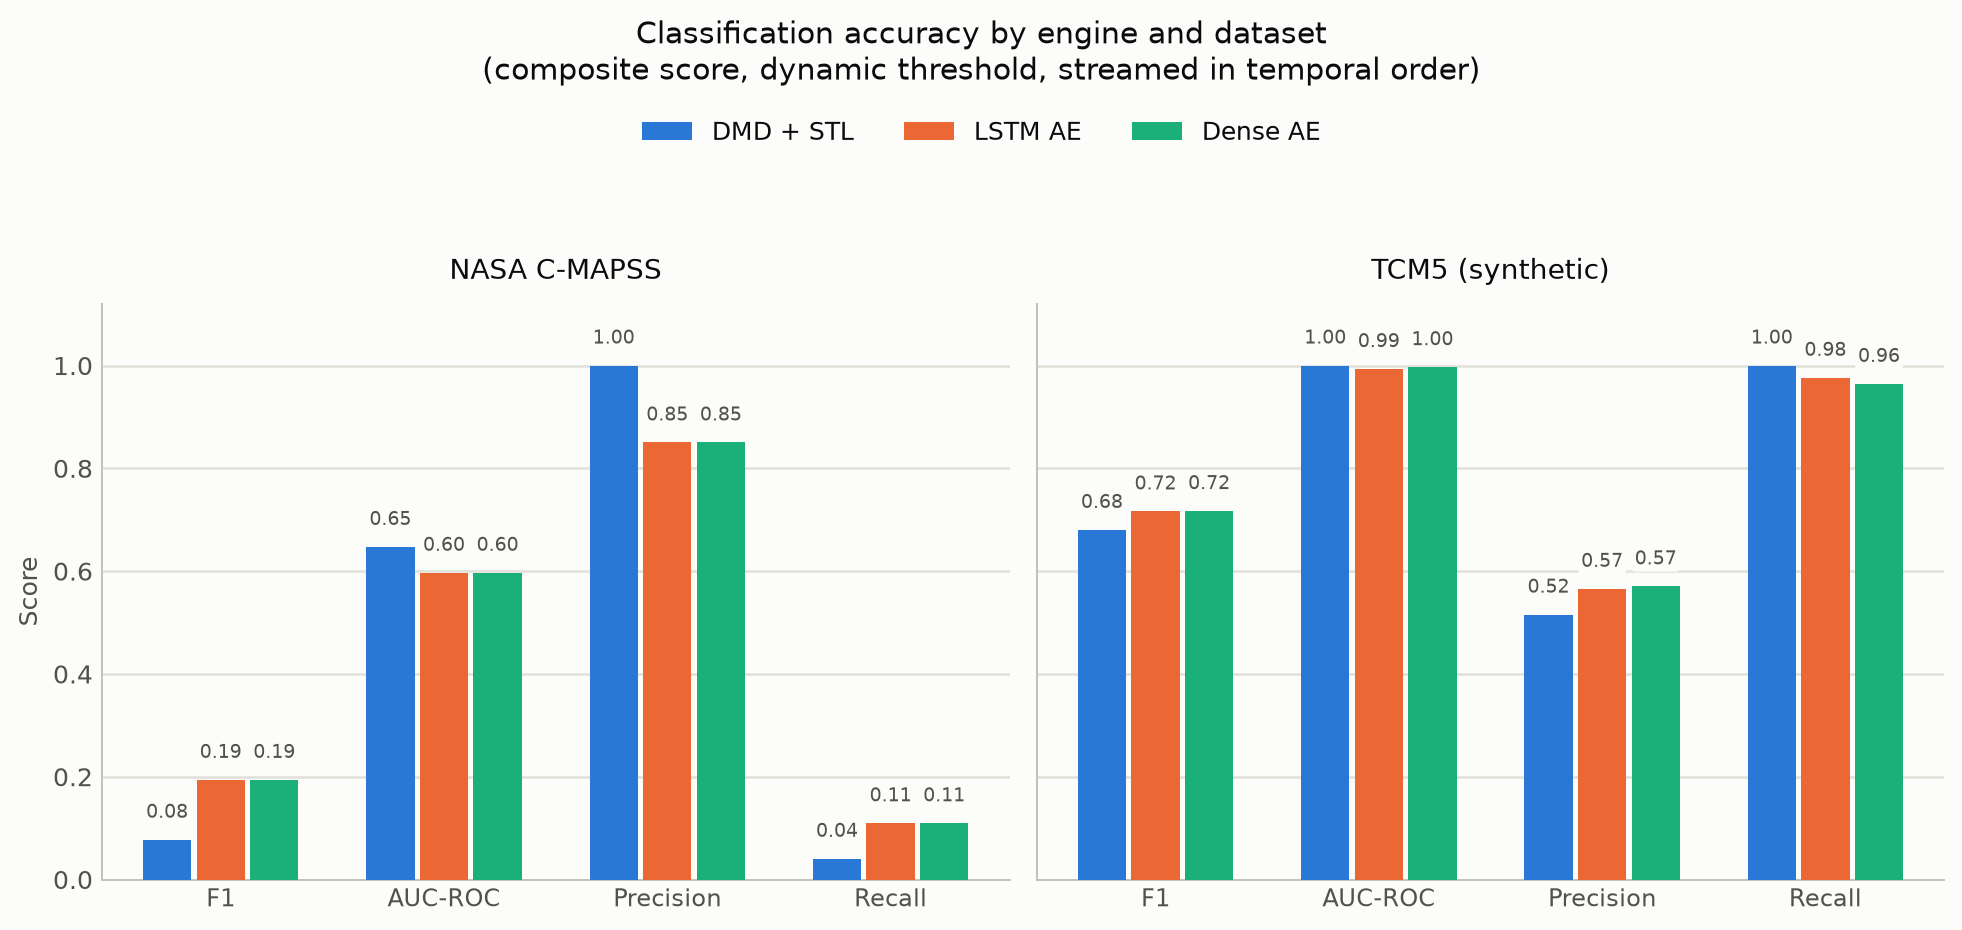 Classification accuracy by engine and dataset
(composite score, dynamic threshold, streamed in temporal order)
DMD + STL LSTM AE Dense AE
NASA C-MAPSS
Score
1.0
0.8
0.6
0.4
0.2
0.0
0.08 0.19 0.19
0.65 0.60 0.60
1.00 0.85 0.85
0.04 0.11 0.11
F1 AUC-ROC Precision Recall
TCM5 (synthetic)
0.68 0.72 0.72
1.00 0.99 1.00
0.52 0.57 0.57
1.00 0.98 0.96
F1 AUC-ROC Precision Recall